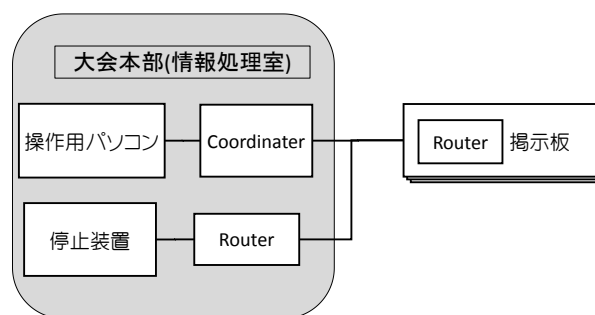 大会本部(情報処理室)
操作用パソコン
Coordinater
Router
掲示板
停止装置
Router